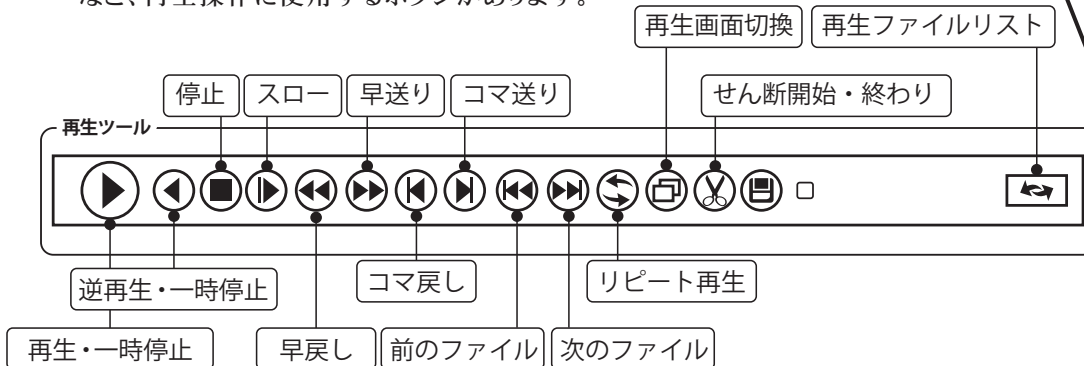 など、再生操作に使用するボタンがあります。
再生画面切換
再生ファイルリスト
停止
スロー
早送り
コマ送り
せん断開始・終わり
再生ツール
逆再生・一時停止
コマ戻し
リピート再生
再生・一時停止
早戻し
前のファイル
次のファイル